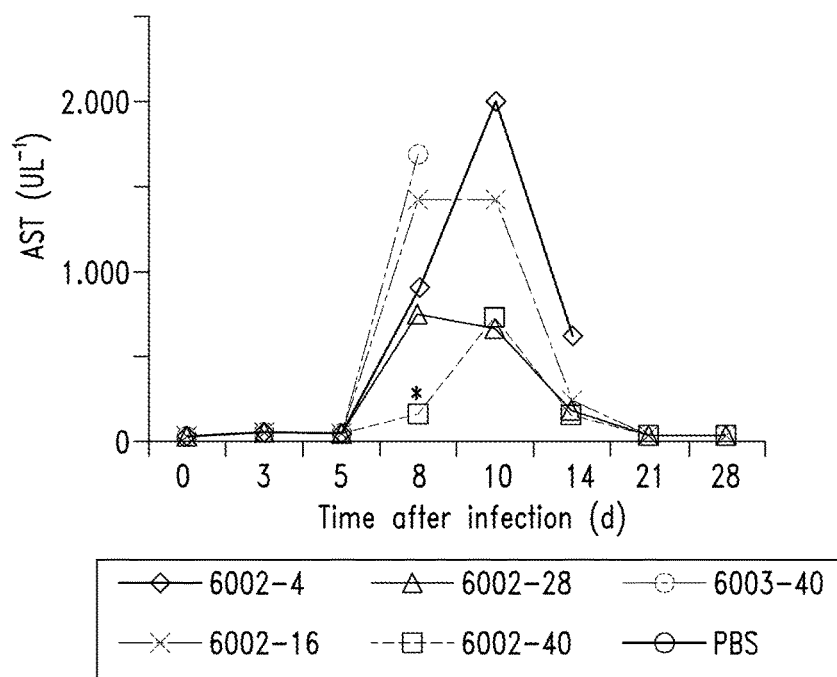 2.000
AST (UL⁻¹)
1.000
*
0
0 3 5 8 10 14 21 28
Time after infection (d)
6002-4 6002-28 6003-40
6002-16 6002-40 PBS